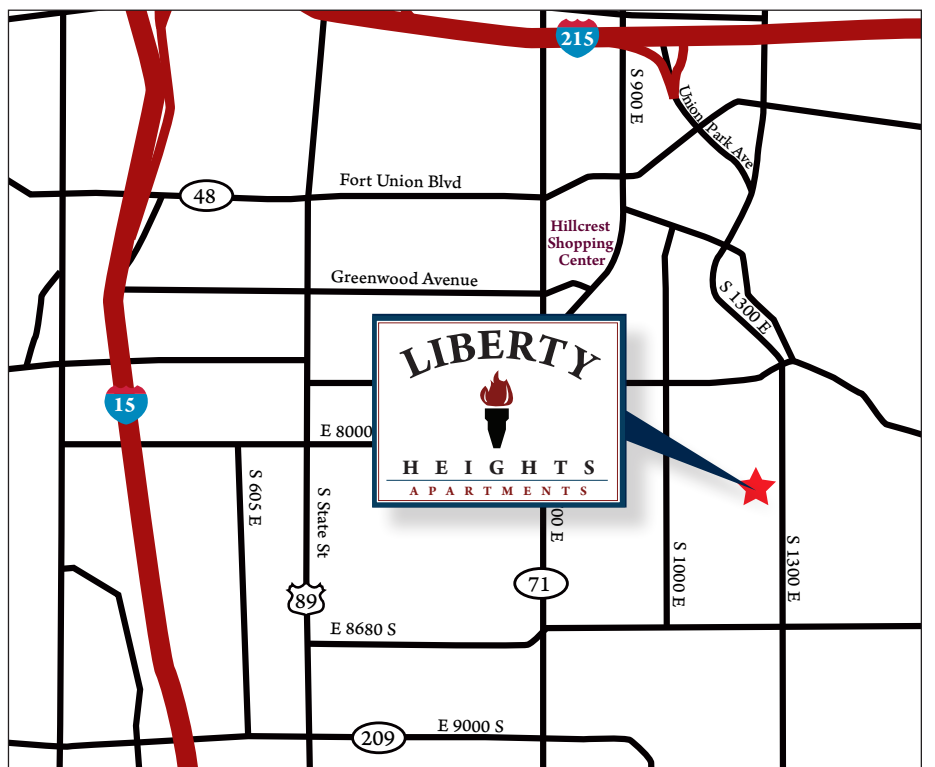 215
S 900 E
Union Park Ave
Fort Union Blvd
48
Hillcrest
Shopping
Center
Greenwood Avenue
S 1300 E
LIBERTY
HEIGHTS
APARTMENTS
15
E 8000
S 605 E
S State St
00 E
S 1000 E
S 1300 E
71
89
E 8680 S
E 9000 S
209